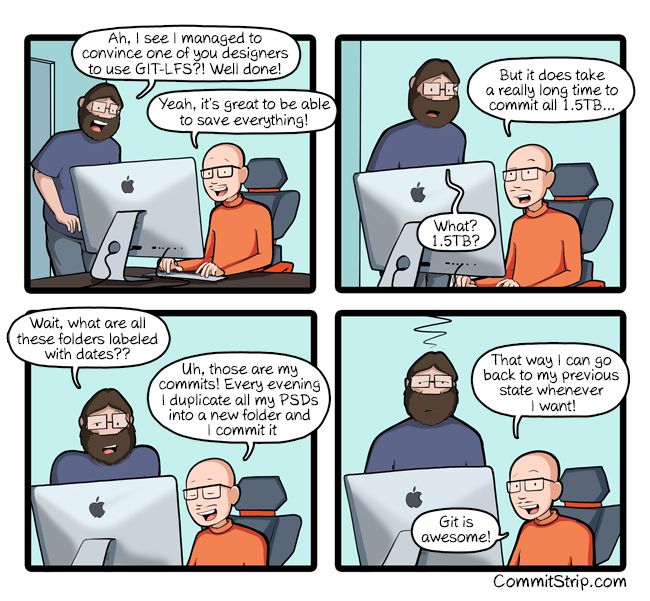 Ah, I see I managed to
convince one of you designers
to use GIT-LFS?! Well done!
Yeah, it's great to be able
to save everything!
But it does take
a really long time to
commit all 1.5TB...
What?
1.5TB?
Wait, what are all
these folders labeled
with dates??
Uh, those are my
commits! Every evening
I duplicate all my PSDs
into a new folder and
I commit it
That way I can go
back to my previous
state whenever
I want!
Git is
awesome!
CommitStrip.com